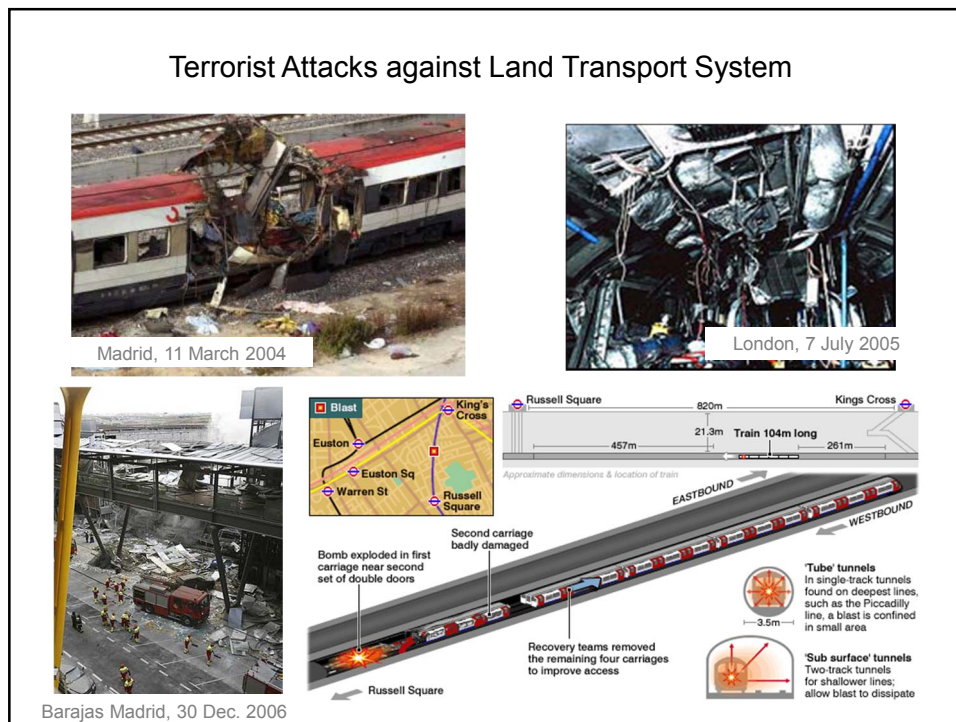 Terrorist Attacks against Land Transport System
Madrid, 11 March 2004
London, 7 July 2005
Barajas Madrid, 30 Dec. 2006
Blast
King's
Cross
Euston
Euston Sq
Warren St
Russell
Square
Russell Square
820m
Kings Cross
21.3m
Train 104m long
457m
261m
Approximate dimensions & location of train
EASTBOUND
WESTBOUND
Second carriage
badly damaged
Bomb exploded in first
carriage near second
set of double doors
Recovery teams removed
the remaining four carriages
to improve access
Russell Square
3.5m
'Tube' tunnels
In single-track tunnels
found on deepest lines,
such as the Piccadilly
line, a blast is confined
in small area
'Sub surface' tunnels
Two-track tunnels
for shallower lines;
allow blast to dissipate